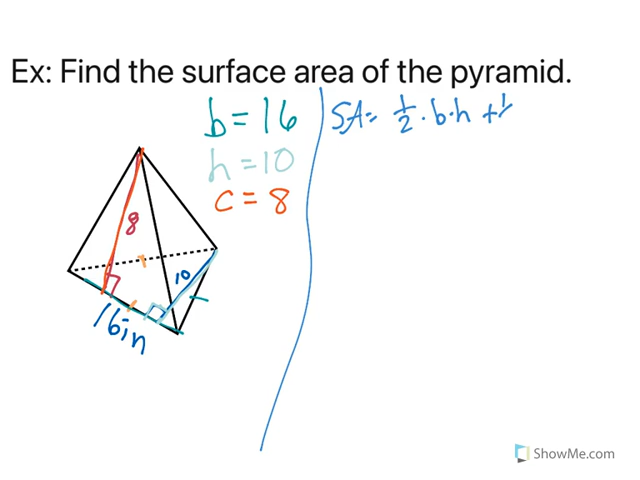 Ex: Find the surface area of the pyramid.
b = 16
SA = 1/2 · b · h + 1/
h = 10
c = 8
8
10
16in
ShowMe.com